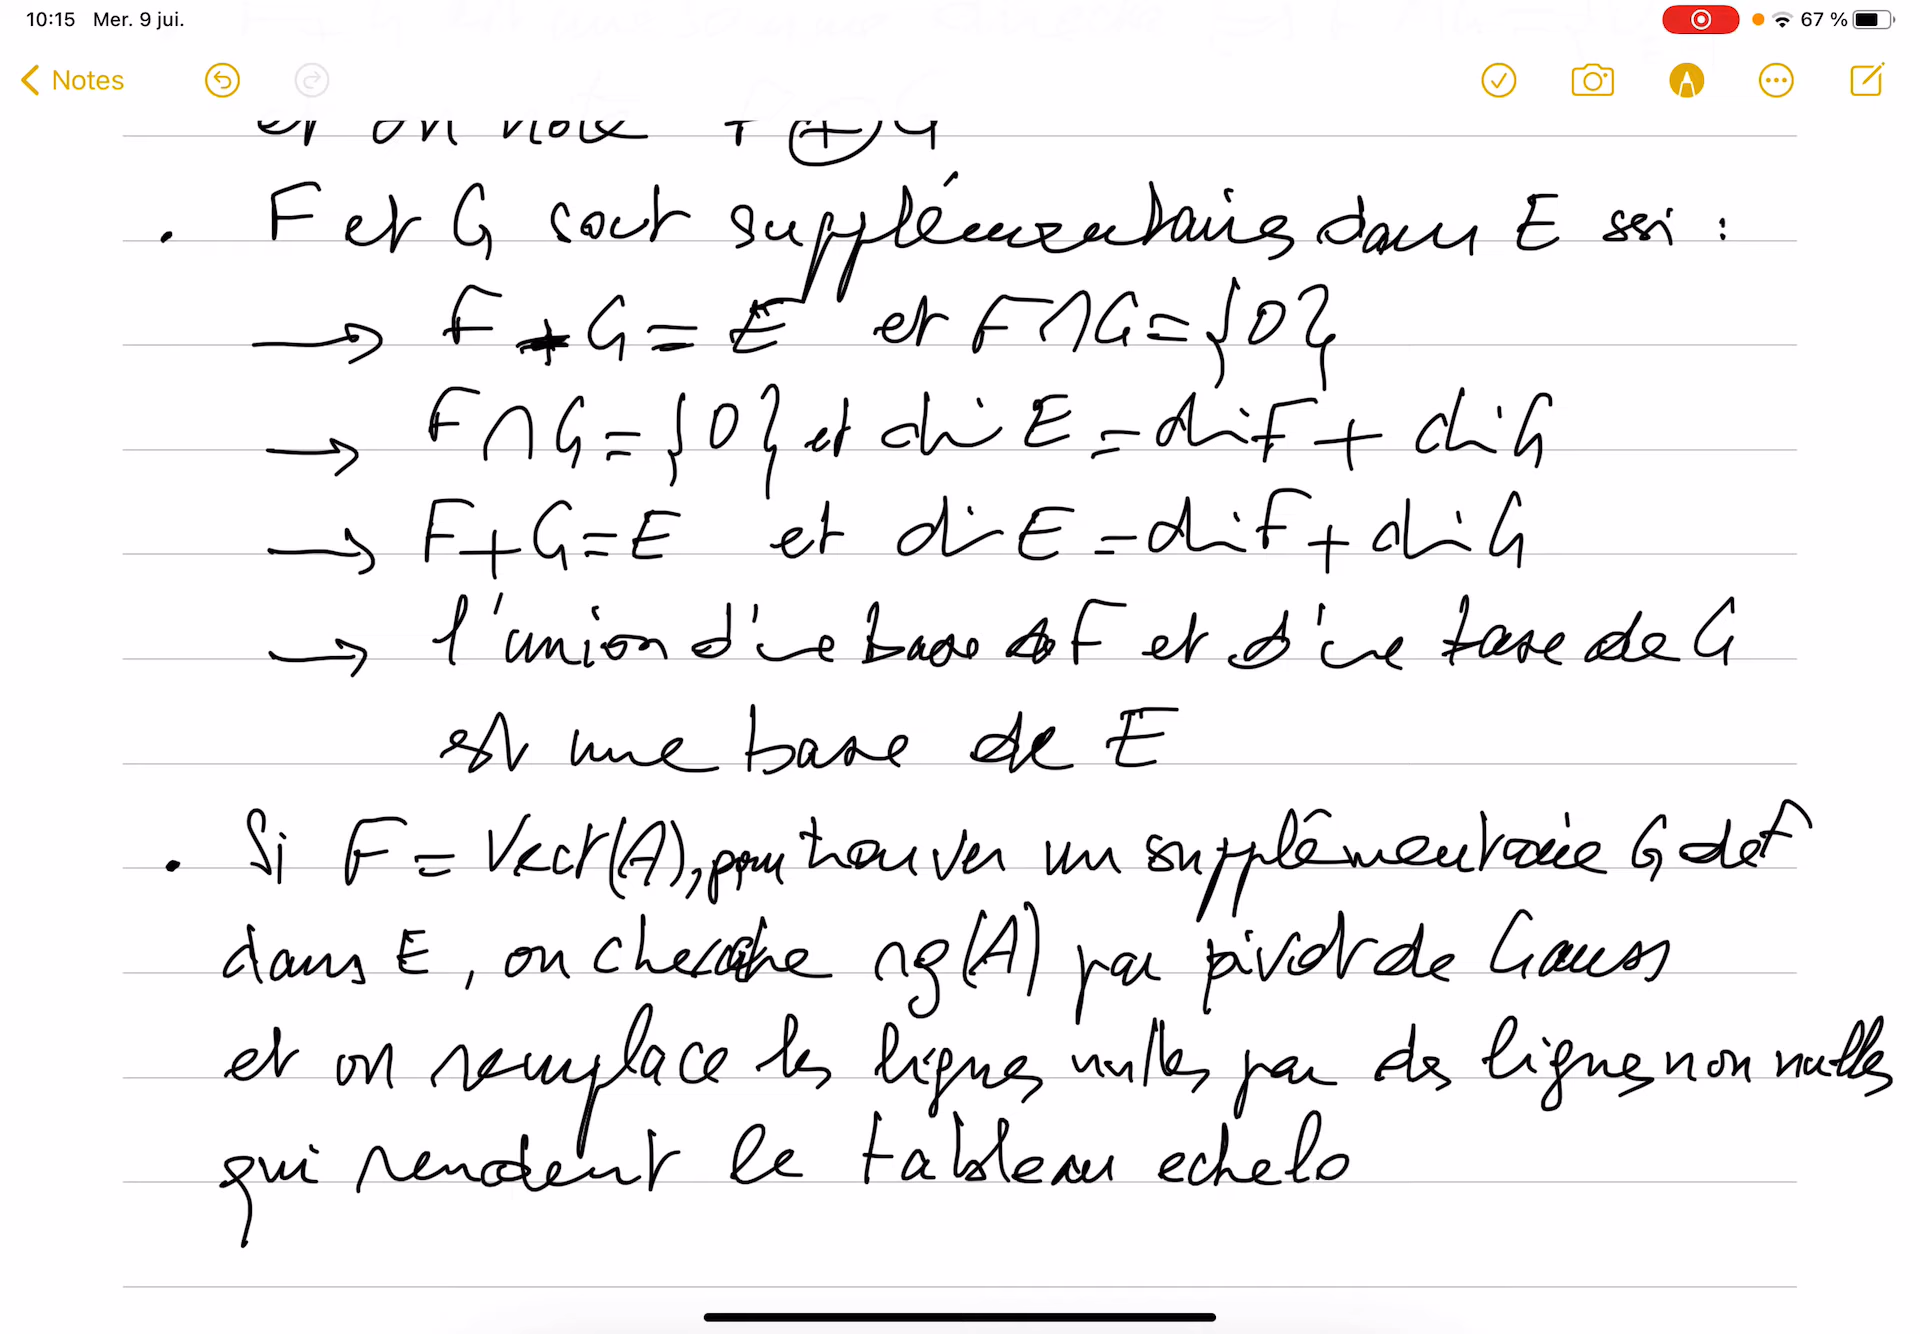 10:15 Mer. 9 jui. 67 %
Notes
et on note F ⊕ G
. F et G sont supplémentaires dans E ssi :
→ F + G = E et F ∩ G = {0}
→ F ∩ G = {0} et dim E = dim F + dim G
→ F + G = E et dim E = dim F + dim G
→ l'union d'une base de F et d'une base de G
est une base de E
. Si F = Vect(A), pour trouver un supplémentaire G de F
dans E, on cherche rg(A) par pivot de Gauss
et on remplace les lignes nulles par des lignes non nulles
qui rendent le tableau echelo